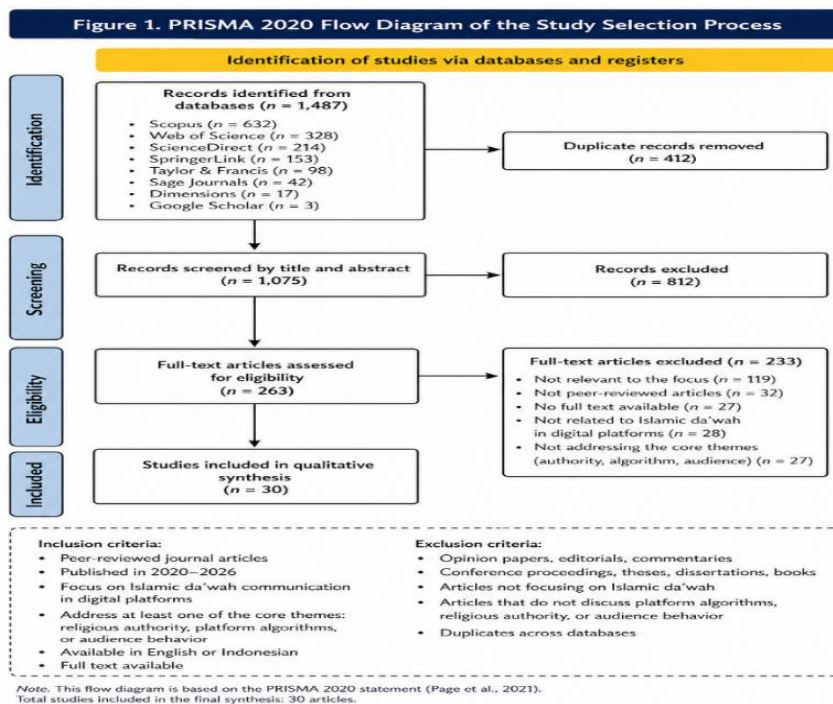 Figure 1. PRISMA 2020 Flow Diagram of the Study Selection Process
Identification of studies via databases and registers
Identification
Records identified from
databases (n = 1,487)
• Scopus (n = 632)
• Web of Science (n = 328)
• ScienceDirect (n = 214)
• SpringerLink (n = 153)
• Taylor & Francis (n = 98)
• Sage Journals (n = 42)
• Dimensions (n = 17)
• Google Scholar (n = 3)
Duplicate records removed
(n = 412)
Screening
Records screened by title and abstract
(n = 1,075)
Records excluded
(n = 812)
Eligibility
Full-text articles assessed
for eligibility
(n = 263)
Full-text articles excluded (n = 233)
• Not relevant to the focus (n = 119)
• Not peer-reviewed articles (n = 32)
• No full text available (n = 27)
• Not related to Islamic da'wah
in digital platforms (n = 28)
• Not addressing the core themes
(authority, algorithm, audience) (n = 27)
Included
Studies included in qualitative
synthesis
(n = 30)
Inclusion criteria:
• Peer-reviewed journal articles
• Published in 2020–2026
• Focus on Islamic da'wah communication
in digital platforms
• Address at least one of the core themes:
religious authority, platform algorithms,
or audience behavior
• Available in English or Indonesian
• Full text available
Exclusion criteria:
• Opinion papers, editorials, commentaries
• Conference proceedings, theses, dissertations, books
• Articles not focusing on Islamic da'wah
• Articles that do not discuss platform algorithms,
religious authority, or audience behavior
• Duplicates across databases
Note. This flow diagram is based on the PRISMA 2020 statement (Page et al., 2021).
Total studies included in the final synthesis: 30 articles.